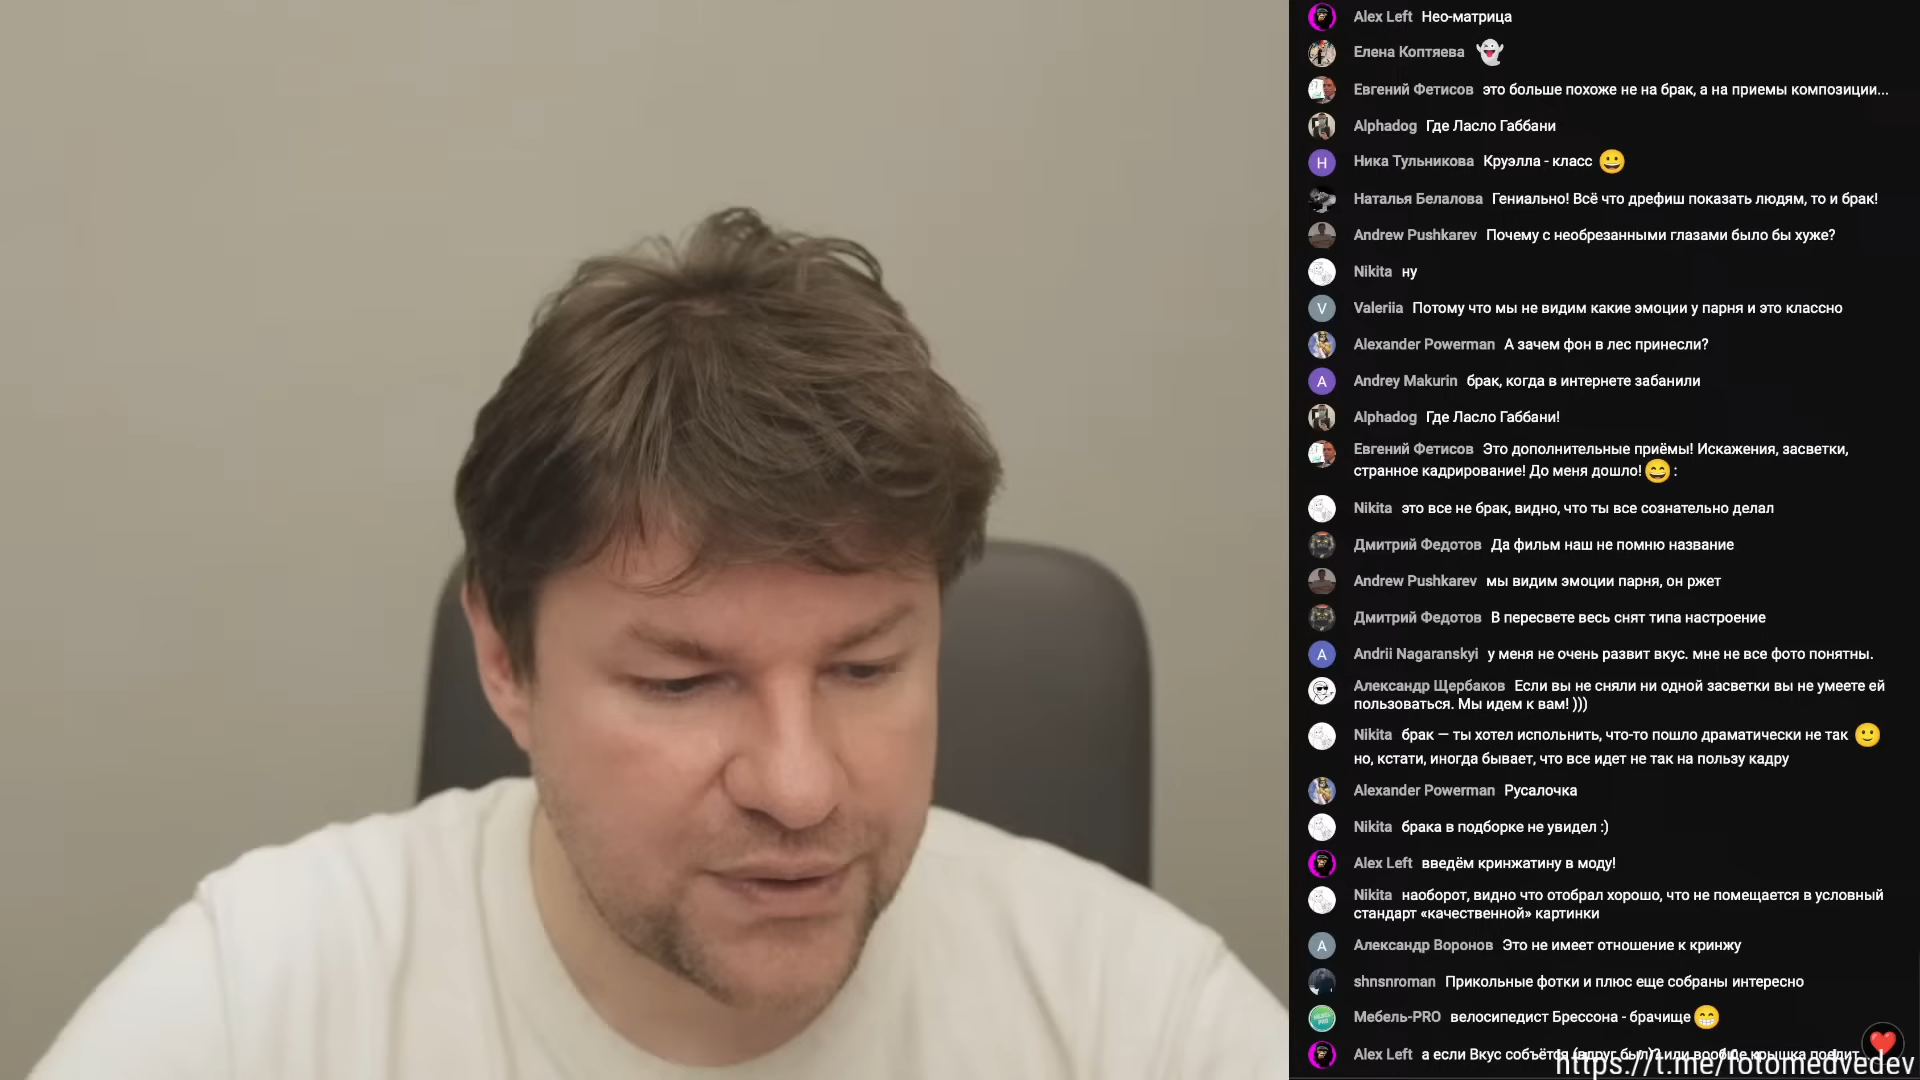 Alex Left Нео-матрица
Елена Коптяева
Евгений Фетисов это больше похоже не на брак, а на приемы композиции...
Alphadog Где Ласло Габбани
Н Ника Тульникова Круэлла - класс
Наталья Белалова Гениально! Всё что дрефиш показать людям, то и брак!
Andrew Pushkarev Почему с необрезанными глазами было бы хуже?
Nikita ну
V Valeriia Потому что мы не видим какие эмоции у парня и это классно
Alexander Powerman А зачем фон в лес принесли?
A Andrey Makurin брак, когда в интернете забанили
Alphadog Где Ласло Габбани!
Евгений Фетисов Это дополнительные приёмы! Искажения, засветки,
странное кадрирование! До меня дошло! :
Nikita это все не брак, видно, что ты все сознательно делал
Дмитрий Федотов Да фильм наш не помню название
Andrew Pushkarev мы видим эмоции парня, он ржет
Дмитрий Федотов В пересвете весь снят типа настроение
A Andrii Nagaranskyi у меня не очень развит вкус. мне не все фото понятны.
Александр Щербаков Если вы не сняли ни одной засветки вы не умеете ей
пользоваться. Мы идем к вам! )))
Nikita брак — ты хотел испольнить, что-то пошло драматически не так
но, кстати, иногда бывает, что все идет не так на пользу кадру
Alexander Powerman Русалочка
Nikita брака в подборке не увидел :)
Alex Left введём кринжатину в моду!
Nikita наоборот, видно что отобрал хорошо, что не помещается в условный
стандарт «качественной» картинки
А Александр Воронов Это не имеет отношение к кринжу
shnsnroman Прикольные фотки и плюс еще собраны интересно
Мебель-PRO велосипедист Брессона - брачище
Alex Left а если Вкус собъётся (вдруг был)? или вообще крышка поедит...
https://t.me/fotomedvedev